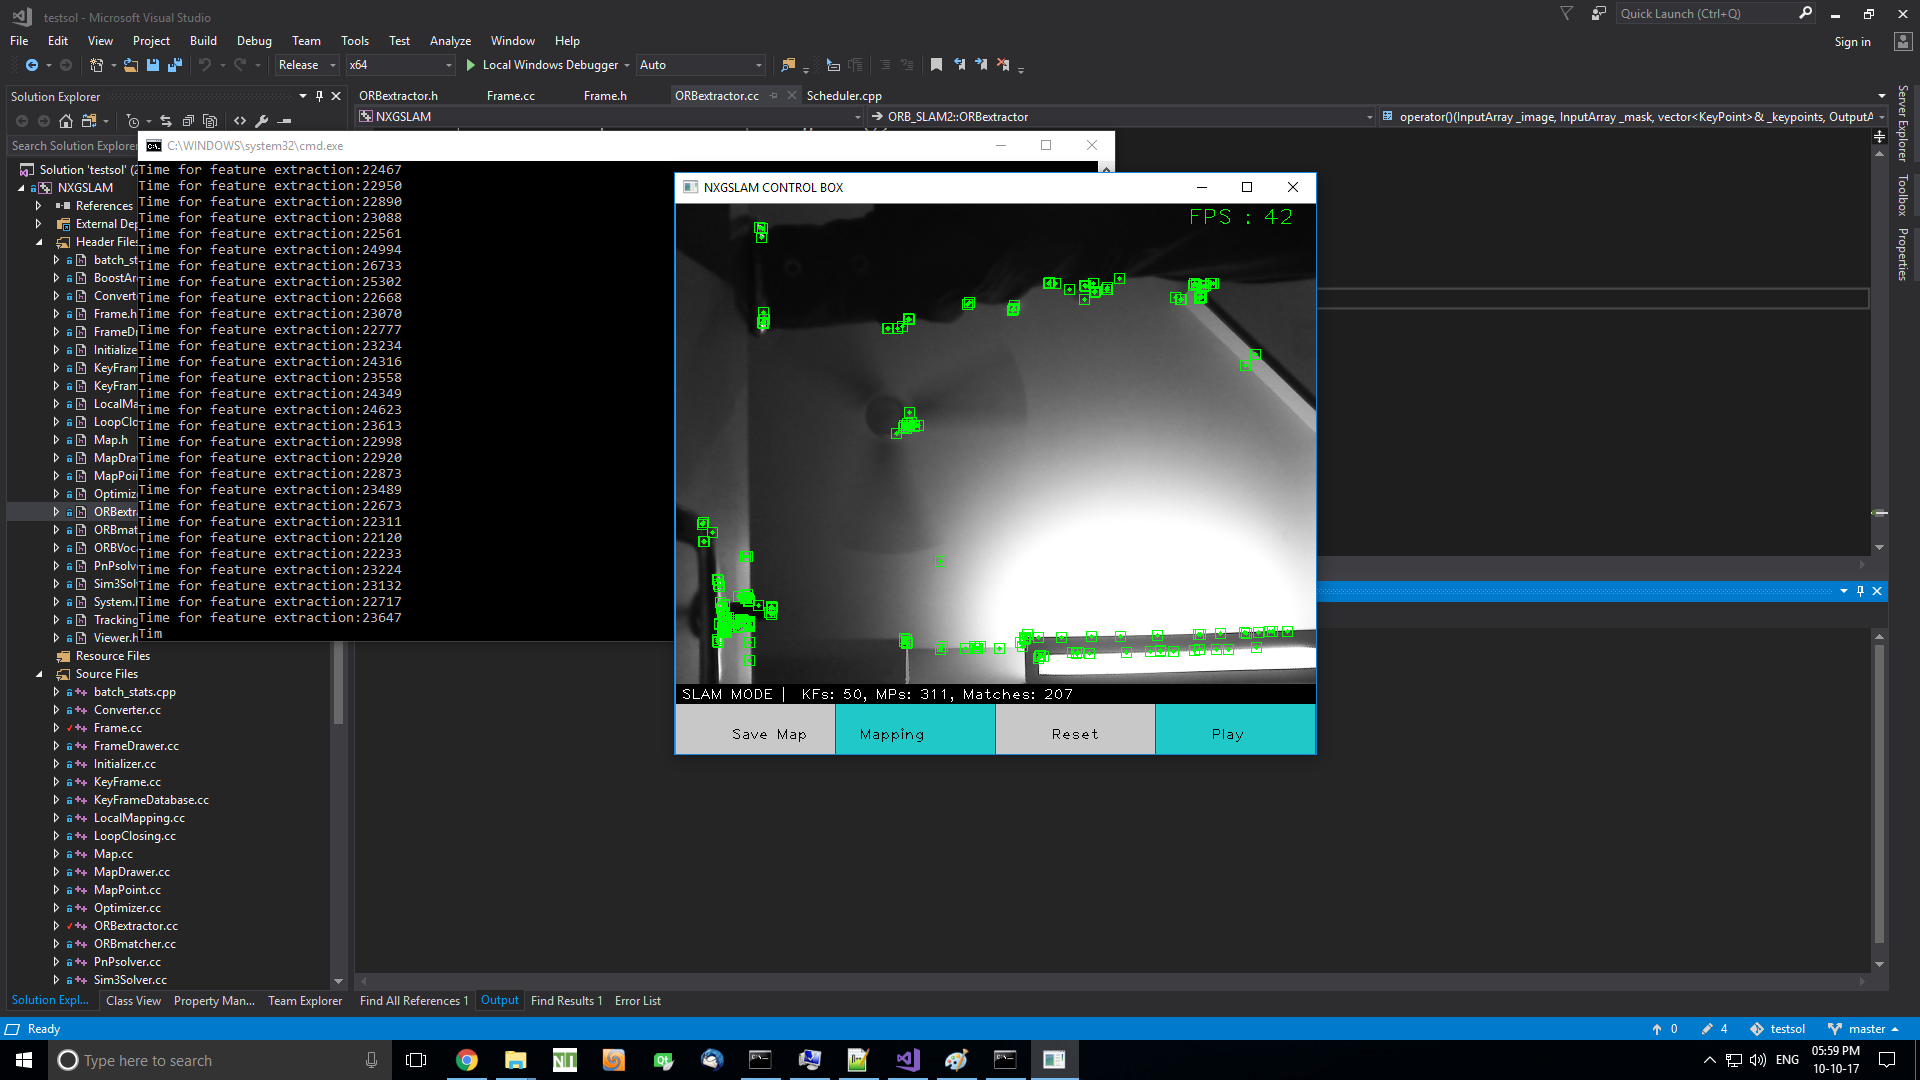 testsol - Microsoft Visual Studio
Quick Launch (Ctrl+Q)
File Edit View Project Build Debug Team Tools Test Analyze Window Help
Sign in
Release x64 Local Windows Debugger Auto
Solution Explorer
ORBextractor.h Frame.cc Frame.h ORBextractor.cc Scheduler.cpp
NXGSLAM ORB_SLAM2::ORBextractor operator()(InputArray _image, InputArray _mask, vector<KeyPoint>& _keypoints, OutputA
Search Solution Explorer
Solution 'testsol' (2
NXGSLAM
References
External Dep
Header Files
batch_st
BoostAr
Converte
Frame.h
FrameDr
Initialize
KeyFram
KeyFram
LocalMa
LoopClo
Map.h
MapDra
MapPoin
Optimize
ORBextra
ORBmat
ORBVoca
PnPsolve
Sim3Solv
System.h
Tracking
Viewer.h
Resource Files
Source Files
batch_stats.cpp
Converter.cc
Frame.cc
FrameDrawer.cc
Initializer.cc
KeyFrame.cc
KeyFrameDatabase.cc
LocalMapping.cc
LoopClosing.cc
Map.cc
MapDrawer.cc
MapPoint.cc
Optimizer.cc
ORBextractor.cc
ORBmatcher.cc
PnPsolver.cc
Sim3Solver.cc
C:\WINDOWS\system32\cmd.exe
Time for feature extraction:22467
Time for feature extraction:22950
Time for feature extraction:22890
Time for feature extraction:23088
Time for feature extraction:22561
Time for feature extraction:24994
Time for feature extraction:26733
Time for feature extraction:25302
Time for feature extraction:22668
Time for feature extraction:23070
Time for feature extraction:22777
Time for feature extraction:23234
Time for feature extraction:24316
Time for feature extraction:23558
Time for feature extraction:24349
Time for feature extraction:24623
Time for feature extraction:23613
Time for feature extraction:22998
Time for feature extraction:22920
Time for feature extraction:22873
Time for feature extraction:23489
Time for feature extraction:22673
Time for feature extraction:22311
Time for feature extraction:22120
Time for feature extraction:22233
Time for feature extraction:23224
Time for feature extraction:23132
Time for feature extraction:22717
Time for feature extraction:23647
Tim
NXGSLAM CONTROL BOX
FPS : 42
SLAM MODE | KFs: 50, MPs: 311, Matches: 207
Save Map Mapping Reset Play
Server Explorer
Toolbox
Properties
Solution Expl... Class View Property Man... Team Explorer Find All References 1 Output Find Results 1 Error List
Ready 0 4 testsol master
Type here to search
ENG
05:59 PM
10-10-17